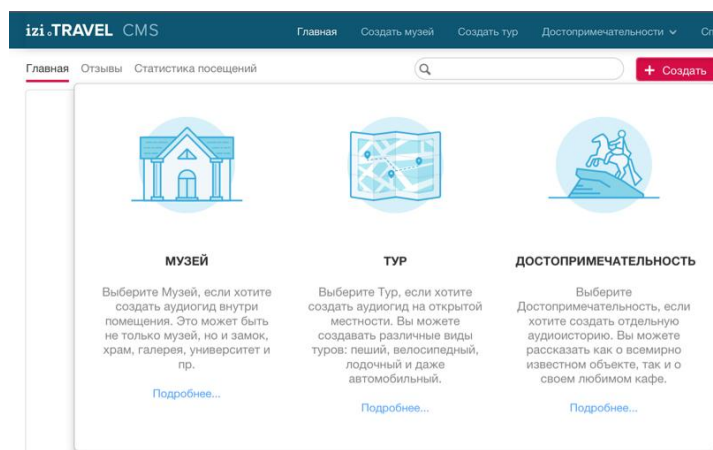 izi.TRAVEL CMS Главная Создать музей Создать тур Достопримечательности
Главная Отзывы Статистика посещений + Создать
МУЗЕЙ
Выберите Музей, если хотите
создать аудиогид внутри
помещения. Это может быть
не только музей, но и замок,
храм, галерея, университет и
пр.
Подробнее...
ТУР
Выберите Тур, если хотите
создать аудиогид на открытой
местности. Вы можете
создавать различные виды
туров: пеший, велосипедный,
лодочный и даже
автомобильный.
Подробнее...
ДОСТОПРИМЕЧАТЕЛЬНОСТЬ
Выберите
Достопримечательность, если
хотите создать отдельную
аудиоисторию. Вы можете
рассказать как о всемирно
известном объекте, так и о
своем любимом кафе.
Подробнее...